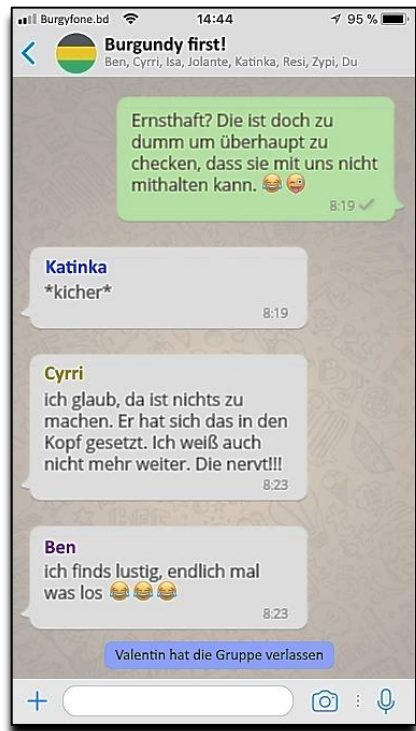 Burgyfone.bd 14:44 95 %
Burgundy first!
Ben, Cyrri, Isa, Jolante, Katinka, Resi, Zypi, Du
Ernsthaft? Die ist doch zu
dumm um überhaupt zu
checken, dass sie mit uns nicht
mithalten kann. 😂😜
8:19
Katinka
*kicher*
8:19
Cyrri
ich glaub, da ist nichts zu
machen. Er hat sich das in den
Kopf gesetzt. Ich weiß auch
nicht mehr weiter. Die nervt!!!
8:23
Ben
ich finds lustig, endlich mal
was los 😂😂😂
8:23
Valentin hat die Gruppe verlassen